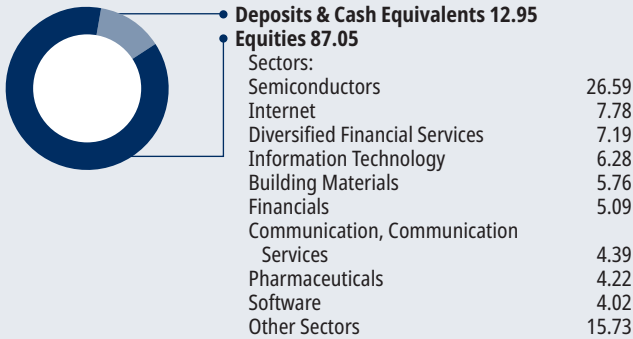 Deposits & Cash Equivalents 12.95
Equities 87.05
Sectors:
Semiconductors 26.59
Internet 7.78
Diversified Financial Services 7.19
Information Technology 6.28
Building Materials 5.76
Financials 5.09
Communication, Communication
Services 4.39
Pharmaceuticals 4.22
Software 4.02
Other Sectors 15.73